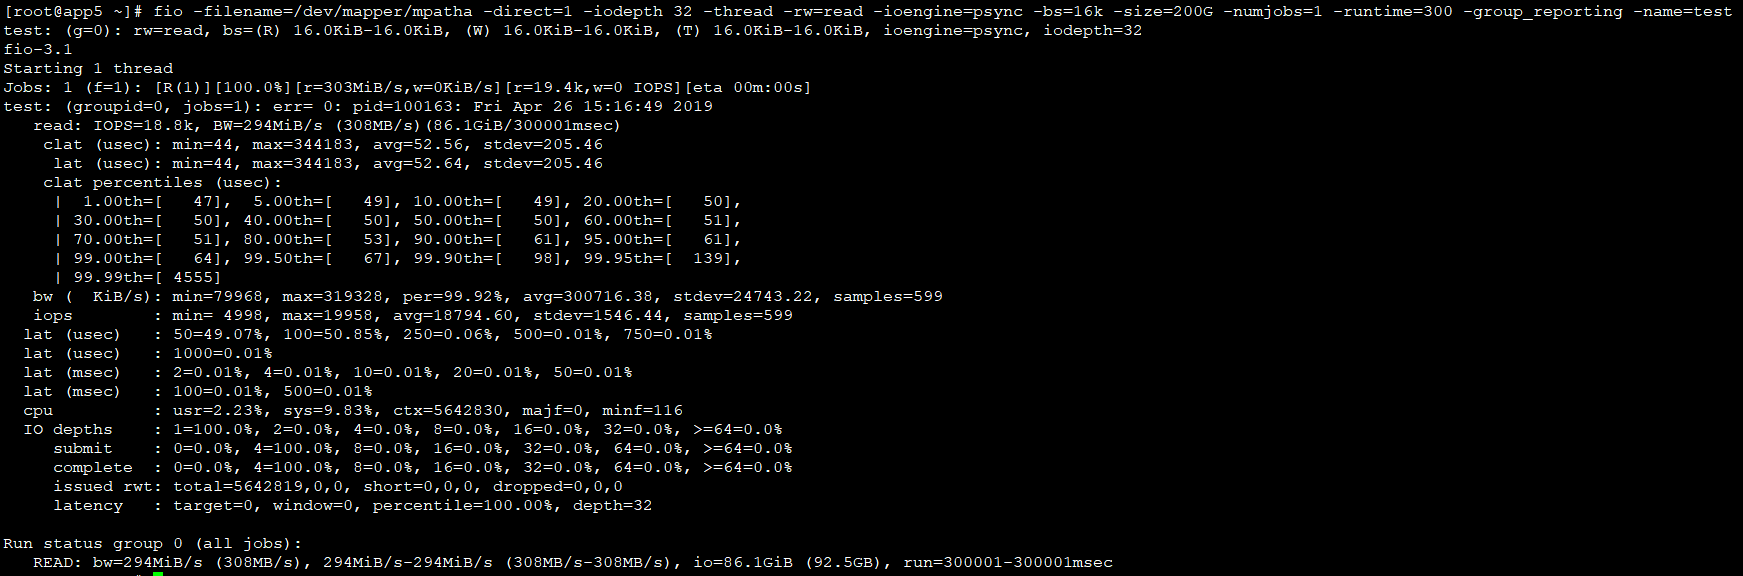 [root@app5 ~]# fio -filename=/dev/mapper/mpatha -direct=1 -iodepth 32 -thread -rw=read -ioengine=psync -bs=16k -size=200G -numjobs=1 -runtime=300 -group_reporting -name=test
test: (g=0): rw=read, bs=(R) 16.0KiB-16.0KiB, (W) 16.0KiB-16.0KiB, (T) 16.0KiB-16.0KiB, ioengine=psync, iodepth=32
fio-3.1
Starting 1 thread
Jobs: 1 (f=1): [R(1)][100.0%][r=303MiB/s,w=0KiB/s][r=19.4k,w=0 IOPS][eta 00m:00s]
test: (groupid=0, jobs=1): err= 0: pid=100163: Fri Apr 26 15:16:49 2019
   read: IOPS=18.8k, BW=294MiB/s (308MB/s)(86.1GiB/300001msec)
    clat (usec): min=44, max=344183, avg=52.56, stdev=205.46
     lat (usec): min=44, max=344183, avg=52.64, stdev=205.46
    clat percentiles (usec):
     |  1.00th=[   47],  5.00th=[   49], 10.00th=[   49], 20.00th=[   50],
     | 30.00th=[   50], 40.00th=[   50], 50.00th=[   50], 60.00th=[   51],
     | 70.00th=[   51], 80.00th=[   53], 90.00th=[   61], 95.00th=[   61],
     | 99.00th=[   64], 99.50th=[   67], 99.90th=[   98], 99.95th=[  139],
     | 99.99th=[ 4555]
   bw (  KiB/s): min=79968, max=319328, per=99.92%, avg=300716.38, stdev=24743.22, samples=599
   iops        : min= 4998, max=19958, avg=18794.60, stdev=1546.44, samples=599
  lat (usec)   : 50=49.07%, 100=50.85%, 250=0.06%, 500=0.01%, 750=0.01%
  lat (usec)   : 1000=0.01%
  lat (msec)   : 2=0.01%, 4=0.01%, 10=0.01%, 20=0.01%, 50=0.01%
  lat (msec)   : 100=0.01%, 500=0.01%
  cpu          : usr=2.23%, sys=9.83%, ctx=5642830, majf=0, minf=116
  IO depths    : 1=100.0%, 2=0.0%, 4=0.0%, 8=0.0%, 16=0.0%, 32=0.0%, >=64=0.0%
     submit    : 0=0.0%, 4=100.0%, 8=0.0%, 16=0.0%, 32=0.0%, 64=0.0%, >=64=0.0%
     complete  : 0=0.0%, 4=100.0%, 8=0.0%, 16=0.0%, 32=0.0%, 64=0.0%, >=64=0.0%
     issued rwt: total=5642819,0,0, short=0,0,0, dropped=0,0,0
     latency   : target=0, window=0, percentile=100.00%, depth=32
Run status group 0 (all jobs):
   READ: bw=294MiB/s (308MB/s), 294MiB/s-294MiB/s (308MB/s-308MB/s), io=86.1GiB (92.5GB), run=300001-300001msec